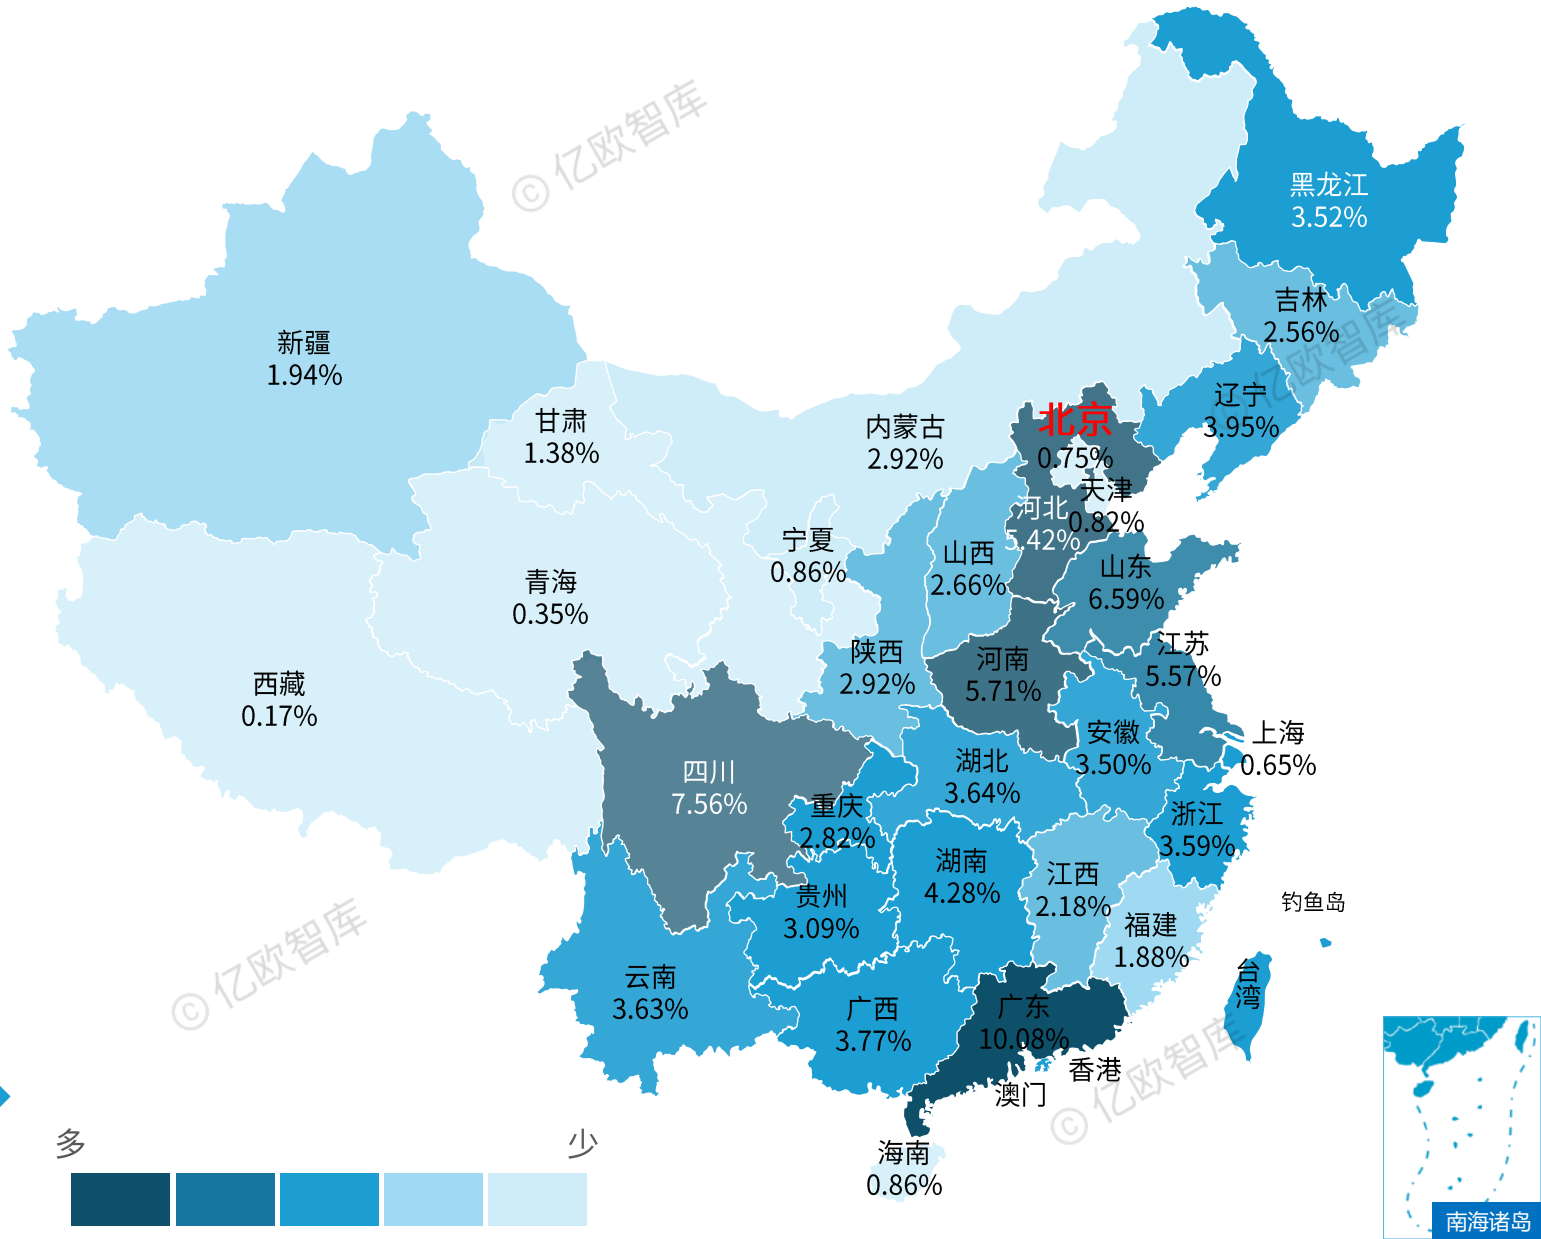 © 亿欧智库
黑龙江
3.52%
吉林
2.56%
© 亿欧智库
新疆
1.94%
辽宁
3.95%
甘肃
1.38%
内蒙古
2.92%
北京
0.75%
天津
0.82%
河北
5.42%
宁夏
0.86%
山西
2.66%
山东
6.59%
青海
0.35%
陕西
2.92%
河南
5.71%
江苏
5.57%
西藏
0.17%
安徽
3.50%
上海
0.65%
湖北
3.64%
四川
7.56%
重庆
2.82%
浙江
3.59%
湖南
4.28%
江西
2.18%
贵州
3.09%
福建
1.88%
钓鱼岛
© 亿欧智库
云南
3.63%
台湾
广西
3.77%
广东
10.08%
香港
澳门
© 亿欧智库
海南
0.86%
多
少
南海诸岛